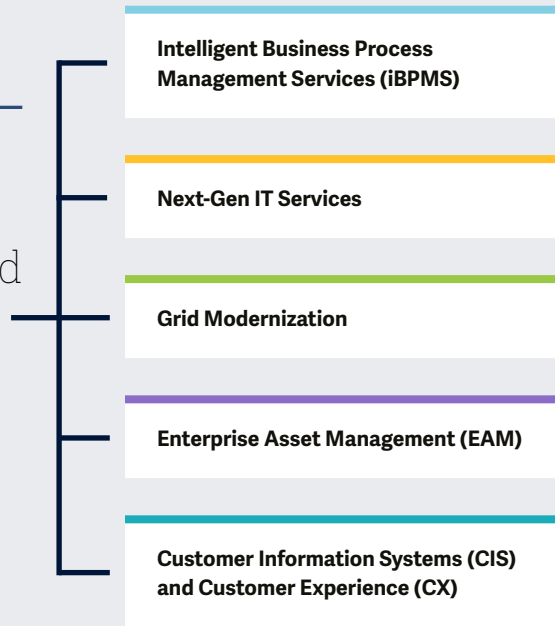 Intelligent Business Process
Management Services (iBPMS)
Next-Gen IT Services
d
Grid Modernization
Enterprise Asset Management (EAM)
Customer Information Systems (CIS)
and Customer Experience (CX)